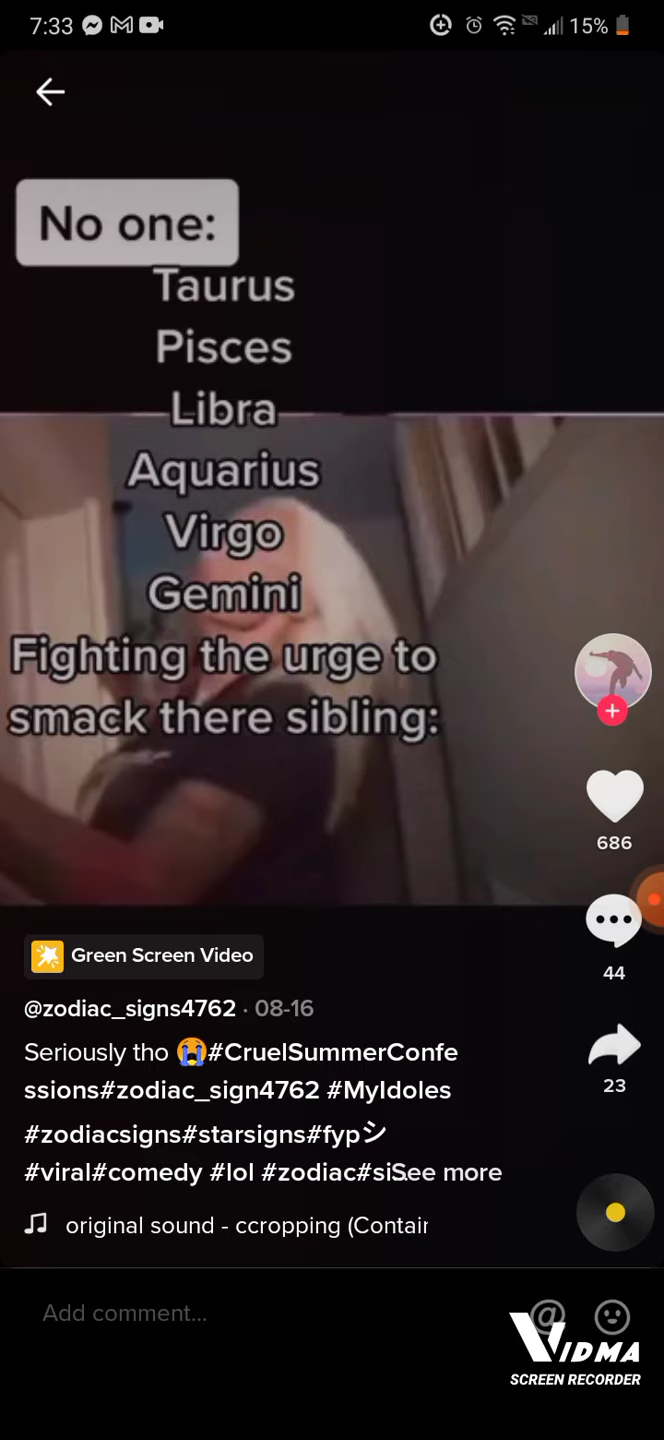 7:33
15%
No one:
Taurus
Pisces
Libra
Aquarius
Virgo
Gemini
Fighting the urge to
smack there sibling:
686
44
Green Screen Video
@zodiac_signs4762 · 08-16
Seriously tho 😭#CruelSummerConfe
ssions#zodiac_sign4762 #MyIdoles
23
#zodiacsigns#starsigns#fypシ
#viral#comedy #lol #zodiac#si...See more
original sound - ccropping (Contair
Add comment...
@
VIDMA
SCREEN RECORDER